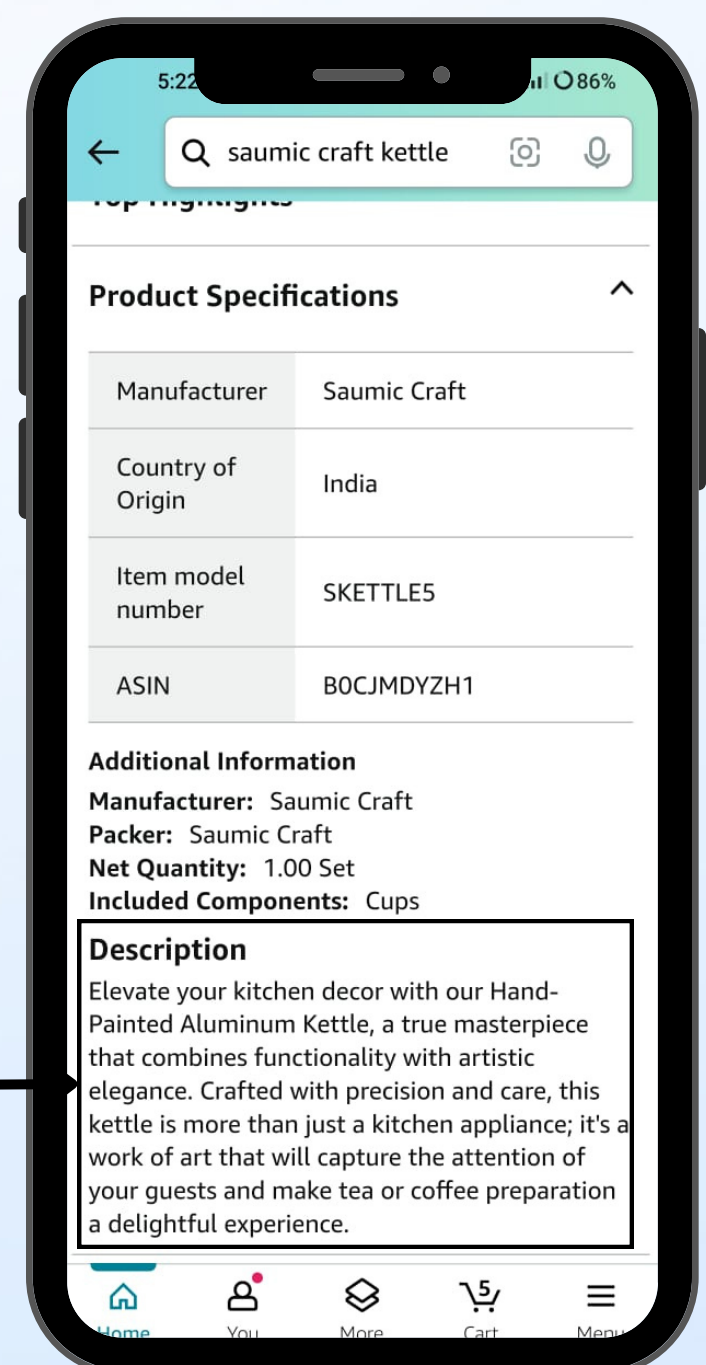 5:22
86%
saumic craft kettle
Top Highlights
Product Specifications
Manufacturer Saumic Craft
Country of
Origin
India
Item model
number
SKETTLE5
ASIN B0CJMDYZH1
Additional Information
Manufacturer: Saumic Craft
Packer: Saumic Craft
Net Quantity: 1.00 Set
Included Components: Cups
Description
Elevate your kitchen decor with our Hand-
Painted Aluminum Kettle, a true masterpiece
that combines functionality with artistic
elegance. Crafted with precision and care, this
kettle is more than just a kitchen appliance; it's a
work of art that will capture the attention of
your guests and make tea or coffee preparation
a delightful experience.
5
Home You More Cart Menu